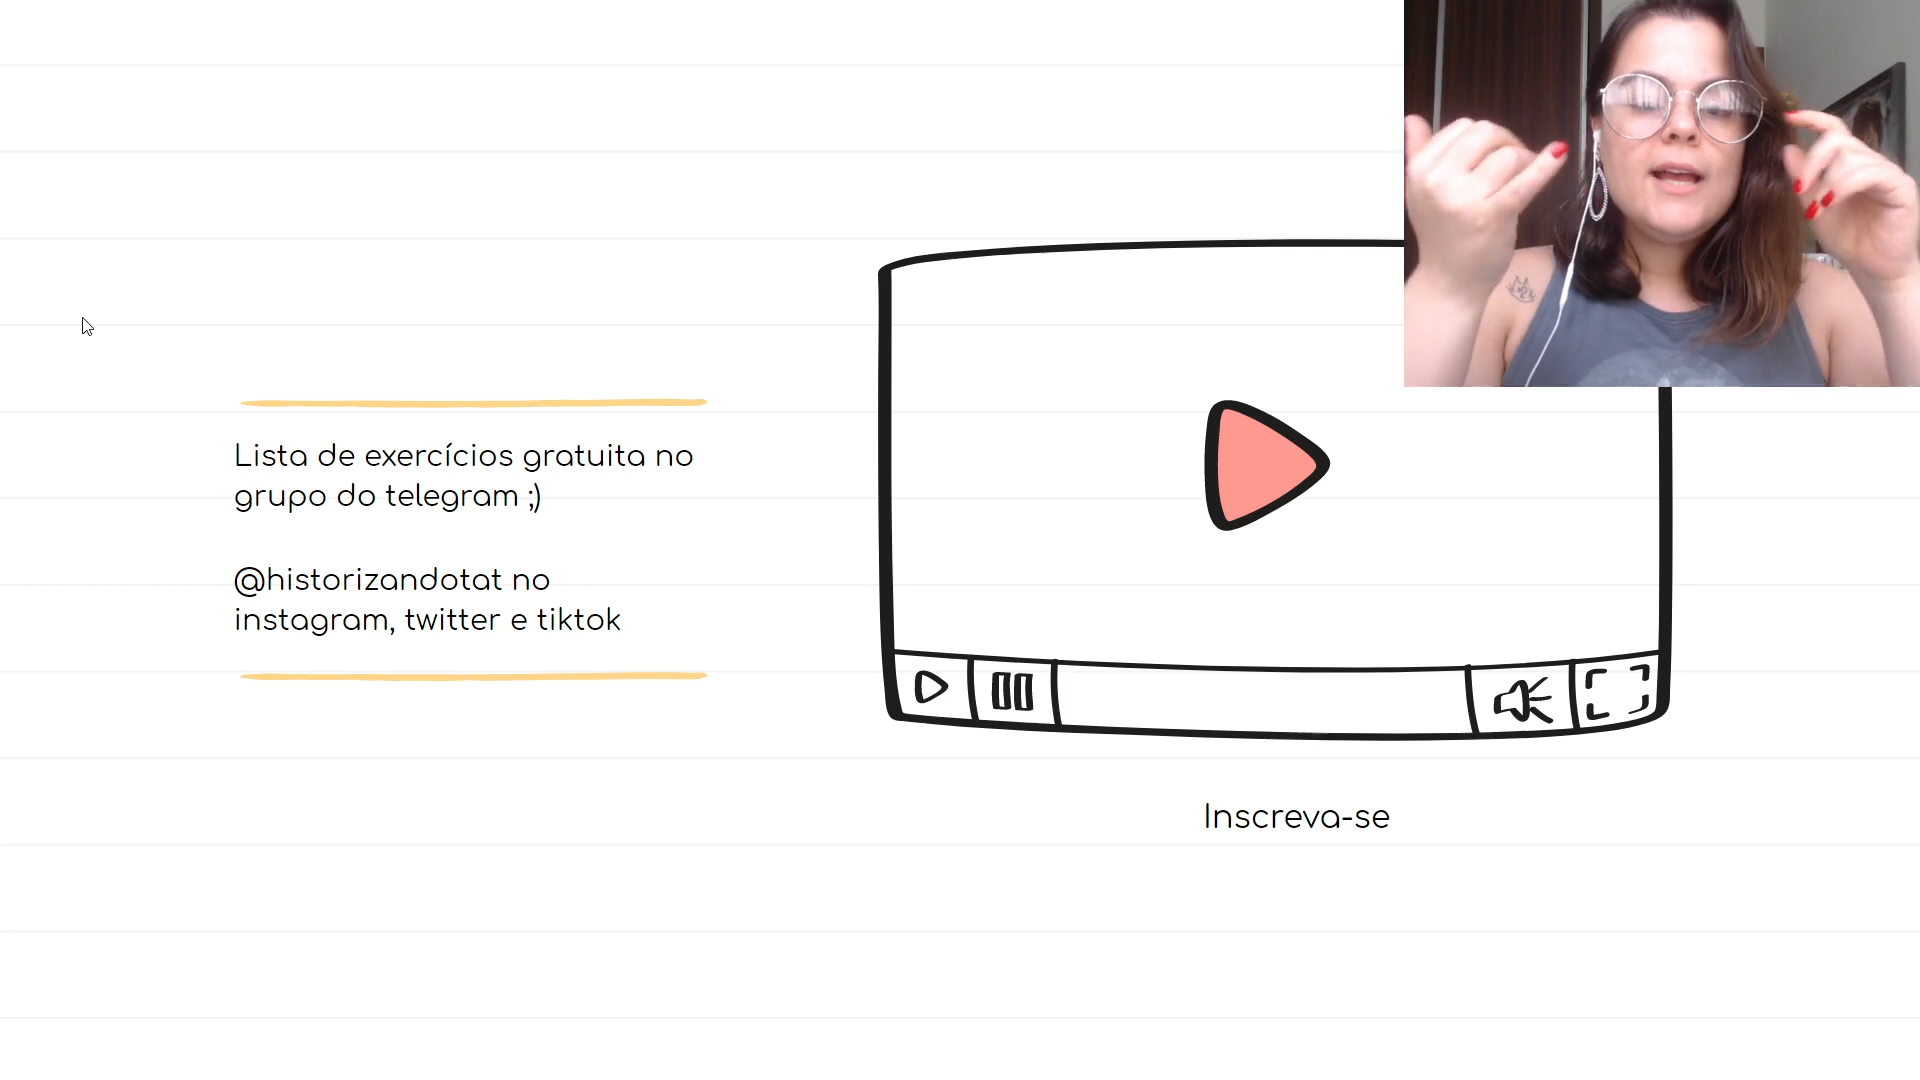 Lista de exercícios gratuita no
grupo do telegram ;)
@historizandotat no
instagram, twitter e tiktok
Inscreva-se